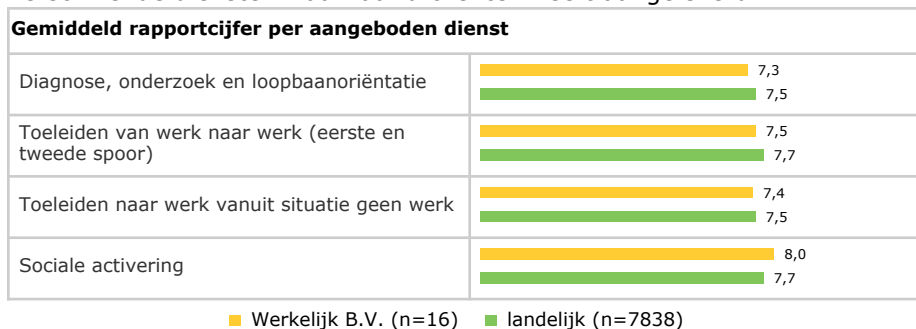 Gemiddeld rapportcijfer per aangeboden dienst
Diagnose, onderzoek en loopbaanoriëntatie
7,3
7,5
Toeleiden van werk naar werk (eerste en
tweede spoor)
7,5
7,7
Toeleiden naar werk vanuit situatie geen werk
7,4
7,5
Sociale activering
8,0
7,7
Werkelijk B.V. (n=16) landelijk (n=7838)